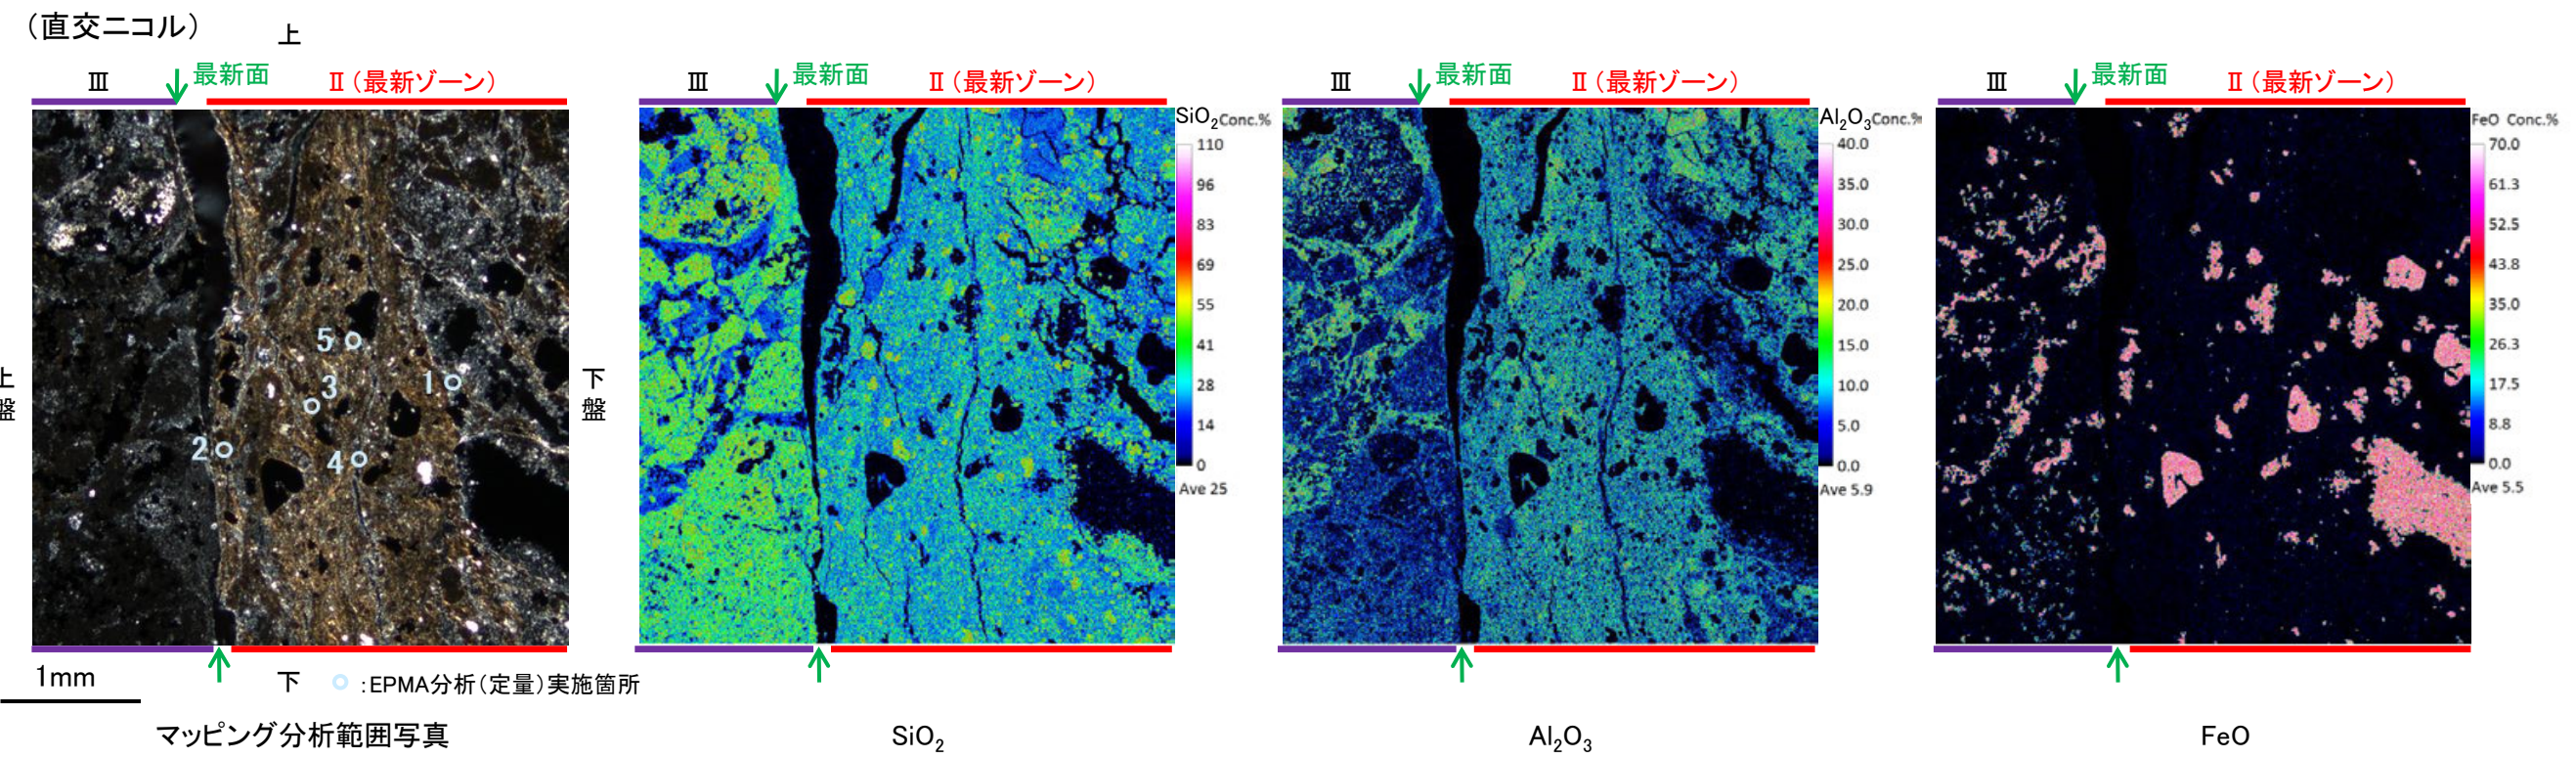 （直交ニコル）
上
Ⅲ
最新面
Ⅱ（最新ゾーン）
上盤
下盤
5
3
1
2
4
1mm
下
：EPMA分析（定量）実施箇所
マッピング分析範囲写真
Ⅲ
最新面
Ⅱ（最新ゾーン）
SiO₂ Conc.%
110
96
83
69
55
41
28
14
0
Ave 25
SiO₂
Ⅲ
最新面
Ⅱ（最新ゾーン）
Al₂O₃ Conc.%
40.0
35.0
30.0
25.0
20.0
15.0
10.0
5.0
0.0
Ave 5.9
Al₂O₃
Ⅲ
最新面
Ⅱ（最新ゾーン）
FeO Conc.%
70.0
61.3
52.5
43.8
35.0
26.3
17.5
8.8
0.0
Ave 5.5
FeO